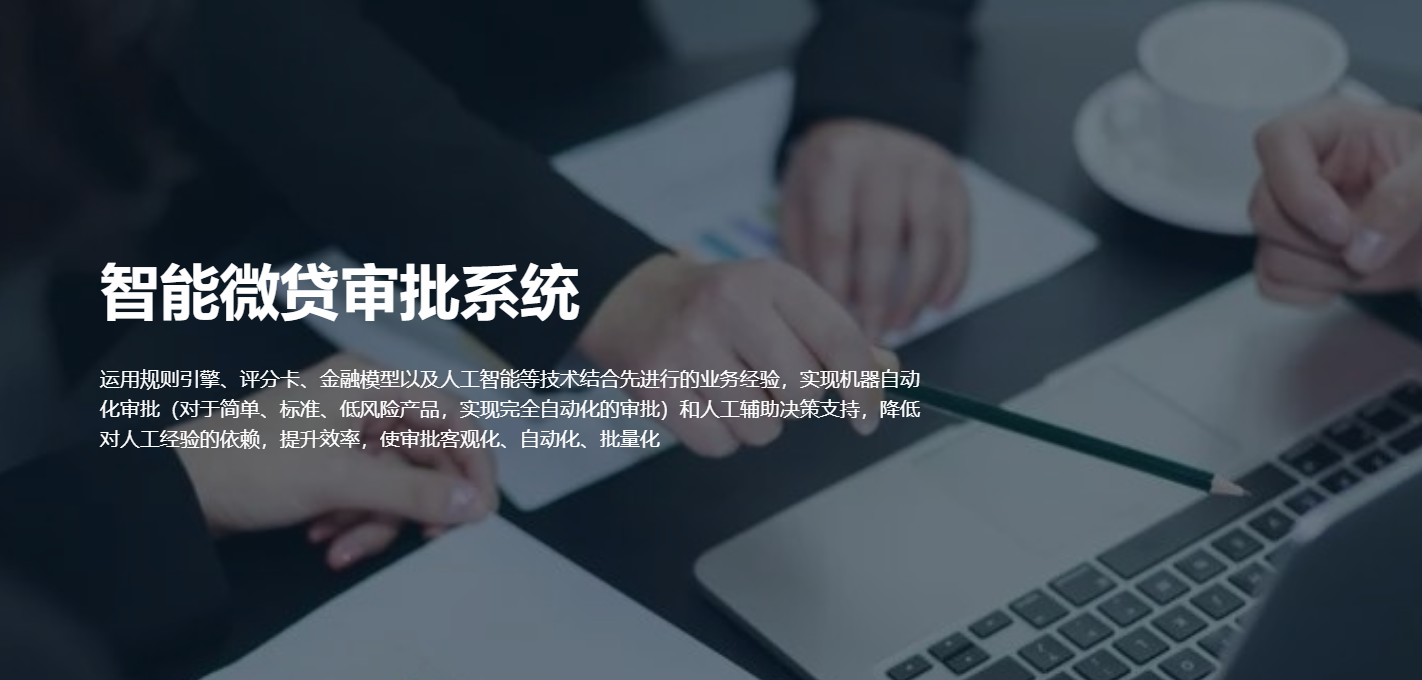 智能微贷审批系统
运用规则引擎、评分卡、金融模型以及人工智能等技术结合先进行的业务经验，实现机器自动
化审批（对于简单、标准、低风险产品，实现完全自动化的审批）和人工辅助决策支持，降低
对人工经验的依赖，提升效率，使审批客观化、自动化、批量化